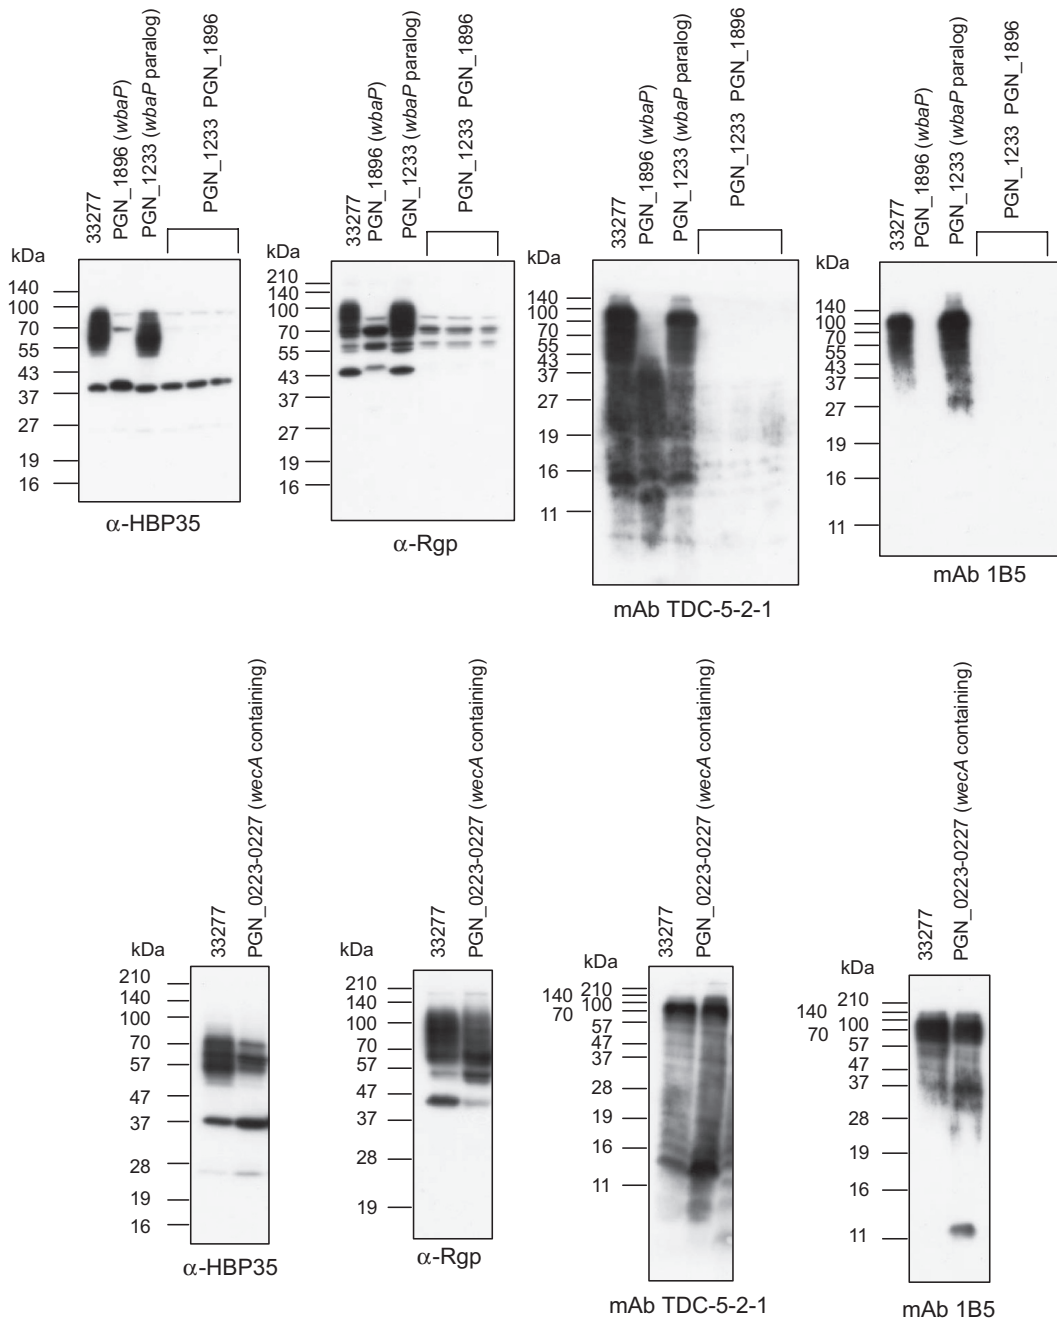 33277
PGN_1896 (wbaP)
PGN_1233 (wbaP paralog)
PGN_1233 PGN_1896
kDa
140
100
70
55
43
37
27
19
16
α-HBP35
33277
PGN_1896 (wbaP)
PGN_1233 (wbaP paralog)
PGN_1233 PGN_1896
kDa
210
140
100
70
55
43
37
27
19
16
α-Rgp
33277
PGN_1896 (wbaP)
PGN_1233 (wbaP paralog)
PGN_1233 PGN_1896
kDa
140
100
70
55
43
37
27
19
16
11
mAb TDC-5-2-1
33277
PGN_1896 (wbaP)
PGN_1233 (wbaP paralog)
PGN_1233 PGN_1896
kDa
140
100
70
55
43
37
27
19
16
11
mAb 1B5
33277
PGN_0223-0227 (wecA containing)
kDa
210
140
100
70
57
47
37
28
19
16
α-HBP35
33277
PGN_0223-0227 (wecA containing)
kDa
210
140
100
70
57
47
37
28
19
α-Rgp
33277
PGN_0223-0227 (wecA containing)
kDa
210
140 100
70 57
47
37
28
19
16
11
mAb TDC-5-2-1
33277
PGN_0223-0227 (wecA containing)
kDa
210
140
70 100
57
47
37
28
19
16
11
mAb 1B5